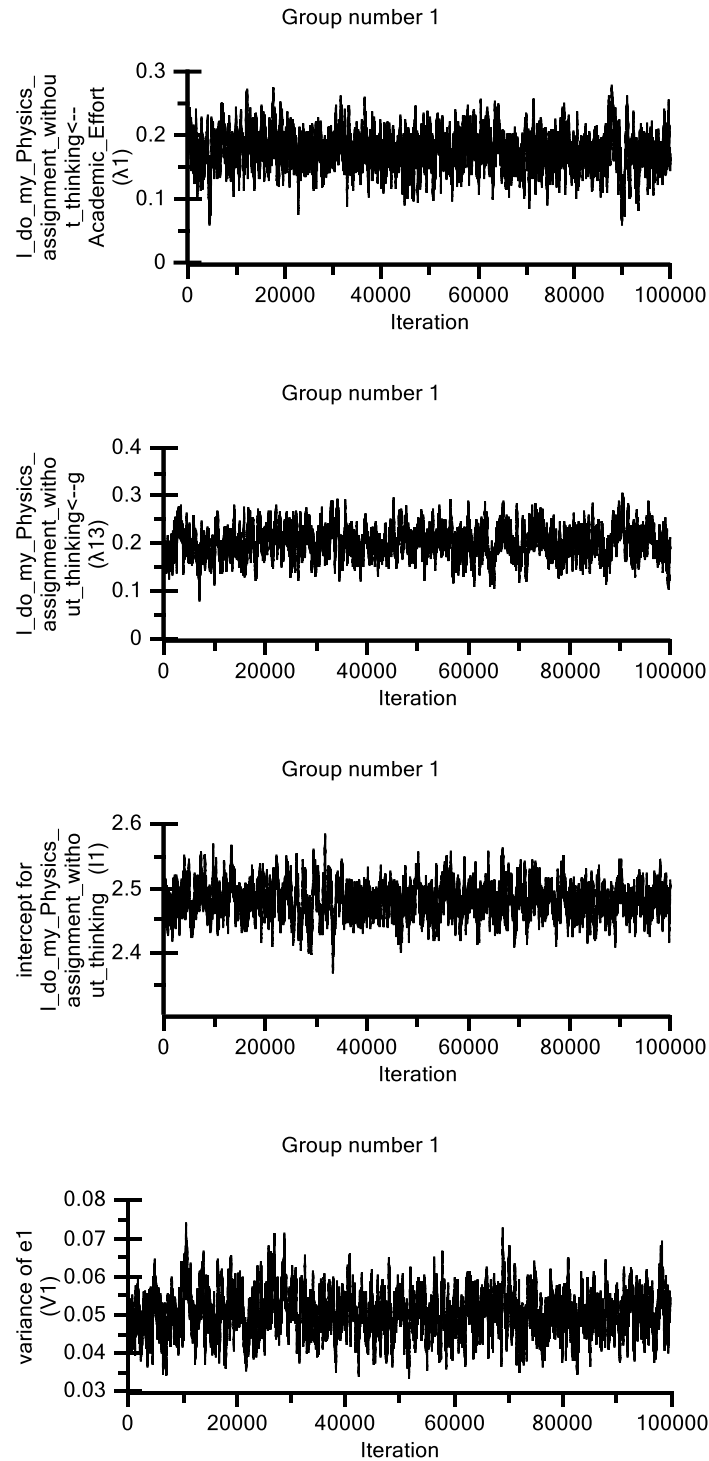 Group number 1
I_do_my_Physics_
assignment_withou
t_thinking<--
Academic_Effort
(λ1)
0.3
0.2
0.1
0
0 20000 40000 60000 80000 100000
Iteration
Group number 1
I_do_my_Physics_
assignment_witho
ut_thinking<--g
(λ13)
0.4
0.3
0.2
0.1
0
0 20000 40000 60000 80000 100000
Iteration
Group number 1
intercept for
I_do_my_Physics_
assignment_witho
ut_thinking (I1)
2.6
2.5
2.4
0 20000 40000 60000 80000 100000
Iteration
Group number 1
variance of e1
(V1)
0.08
0.07
0.06
0.05
0.04
0.03
0 20000 40000 60000 80000 100000
Iteration